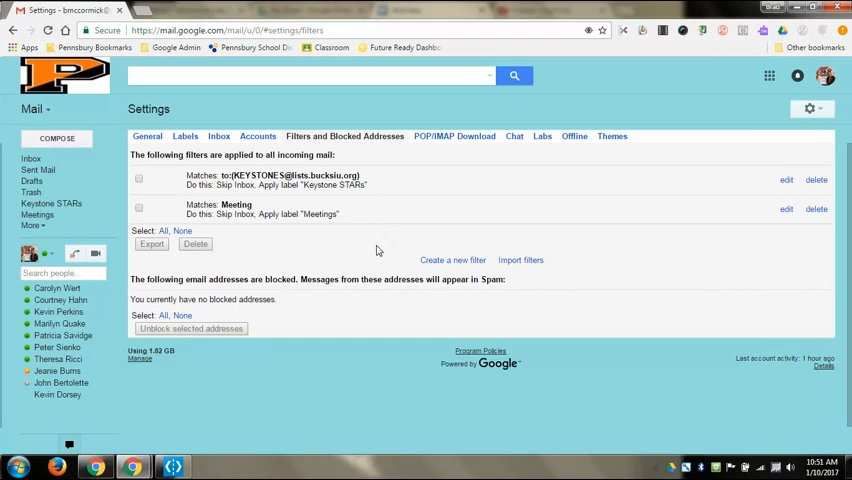 Brad
Settings - bmccormick@
Secure https://mail.google.com/mail/u/0/#settings/filters
Apps Pennsbury Bookmarks Google Admin Pennsbury School Di Classroom Future Ready Dashbo Other bookmarks
P
Mail Settings
COMPOSE
General Labels Inbox Accounts Filters and Blocked Addresses POP/IMAP Download Chat Labs Offline Themes
The following filters are applied to all incoming mail:
Inbox
Sent Mail
Drafts
Trash
Keystone STARs
Meetings
More
Matches: to:(KEYSTONES@lists.bucksiu.org)
Do this: Skip Inbox, Apply label "Keystone STARs"
edit delete
Matches: Meeting
Do this: Skip Inbox, Apply label "Meetings"
edit delete
Select: All, None
Export Delete
Create a new filter Import filters
The following email addresses are blocked. Messages from these addresses will appear in Spam:
You currently have no blocked addresses.
Select: All, None
Unblock selected addresses
Search people...
Carolyn Wert
Courtney Hahn
Kevin Perkins
Marilyn Quake
Patricia Savidge
Peter Sienko
Theresa Ricci
Jeanie Burns
John Bertolette
Kevin Dorsey
Using 1.82 GB
Manage
Program Policies
Powered by Google
Last account activity: 1 hour ago
Details
10:51 AM
1/10/2017